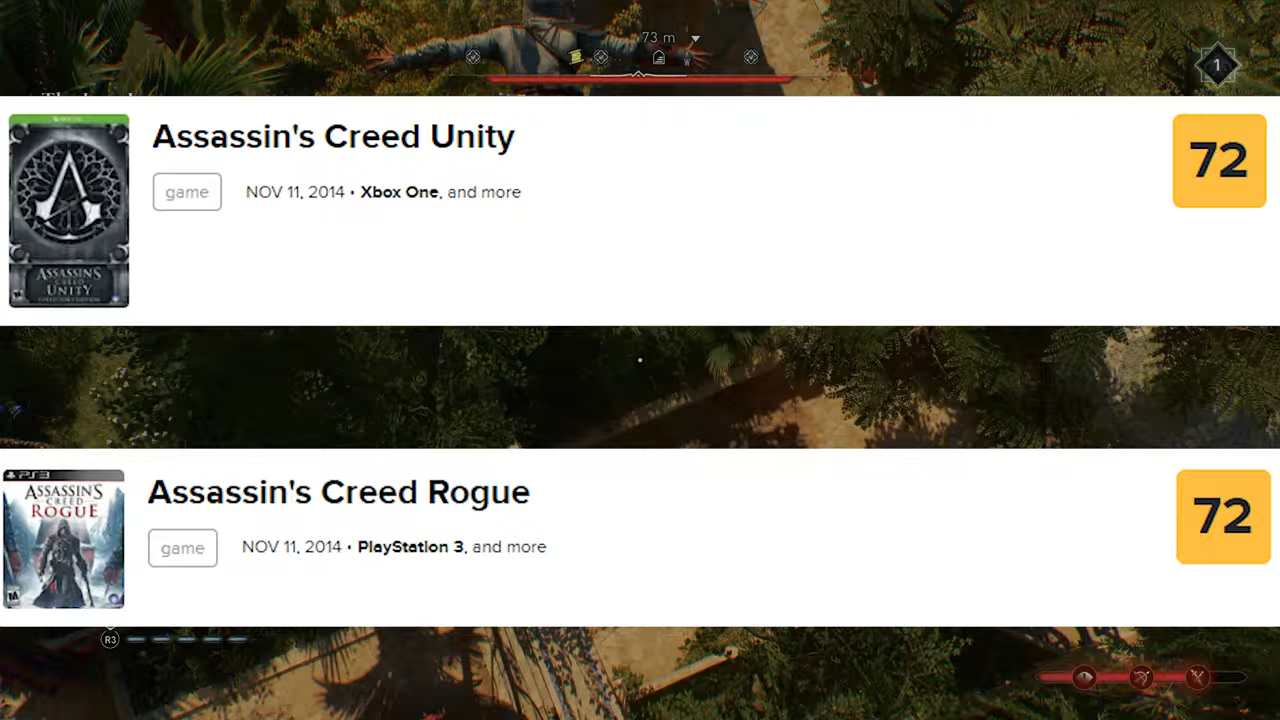 73 m
1
Assassin's Creed Unity
game
NOV 11, 2014 • Xbox One, and more
72
ASSASSIN'S
CREED
UNITY
PS3
ASSASSIN'S
CREED
ROGUE
M
Assassin's Creed Rogue
game
NOV 11, 2014 • PlayStation 3, and more
72
R3